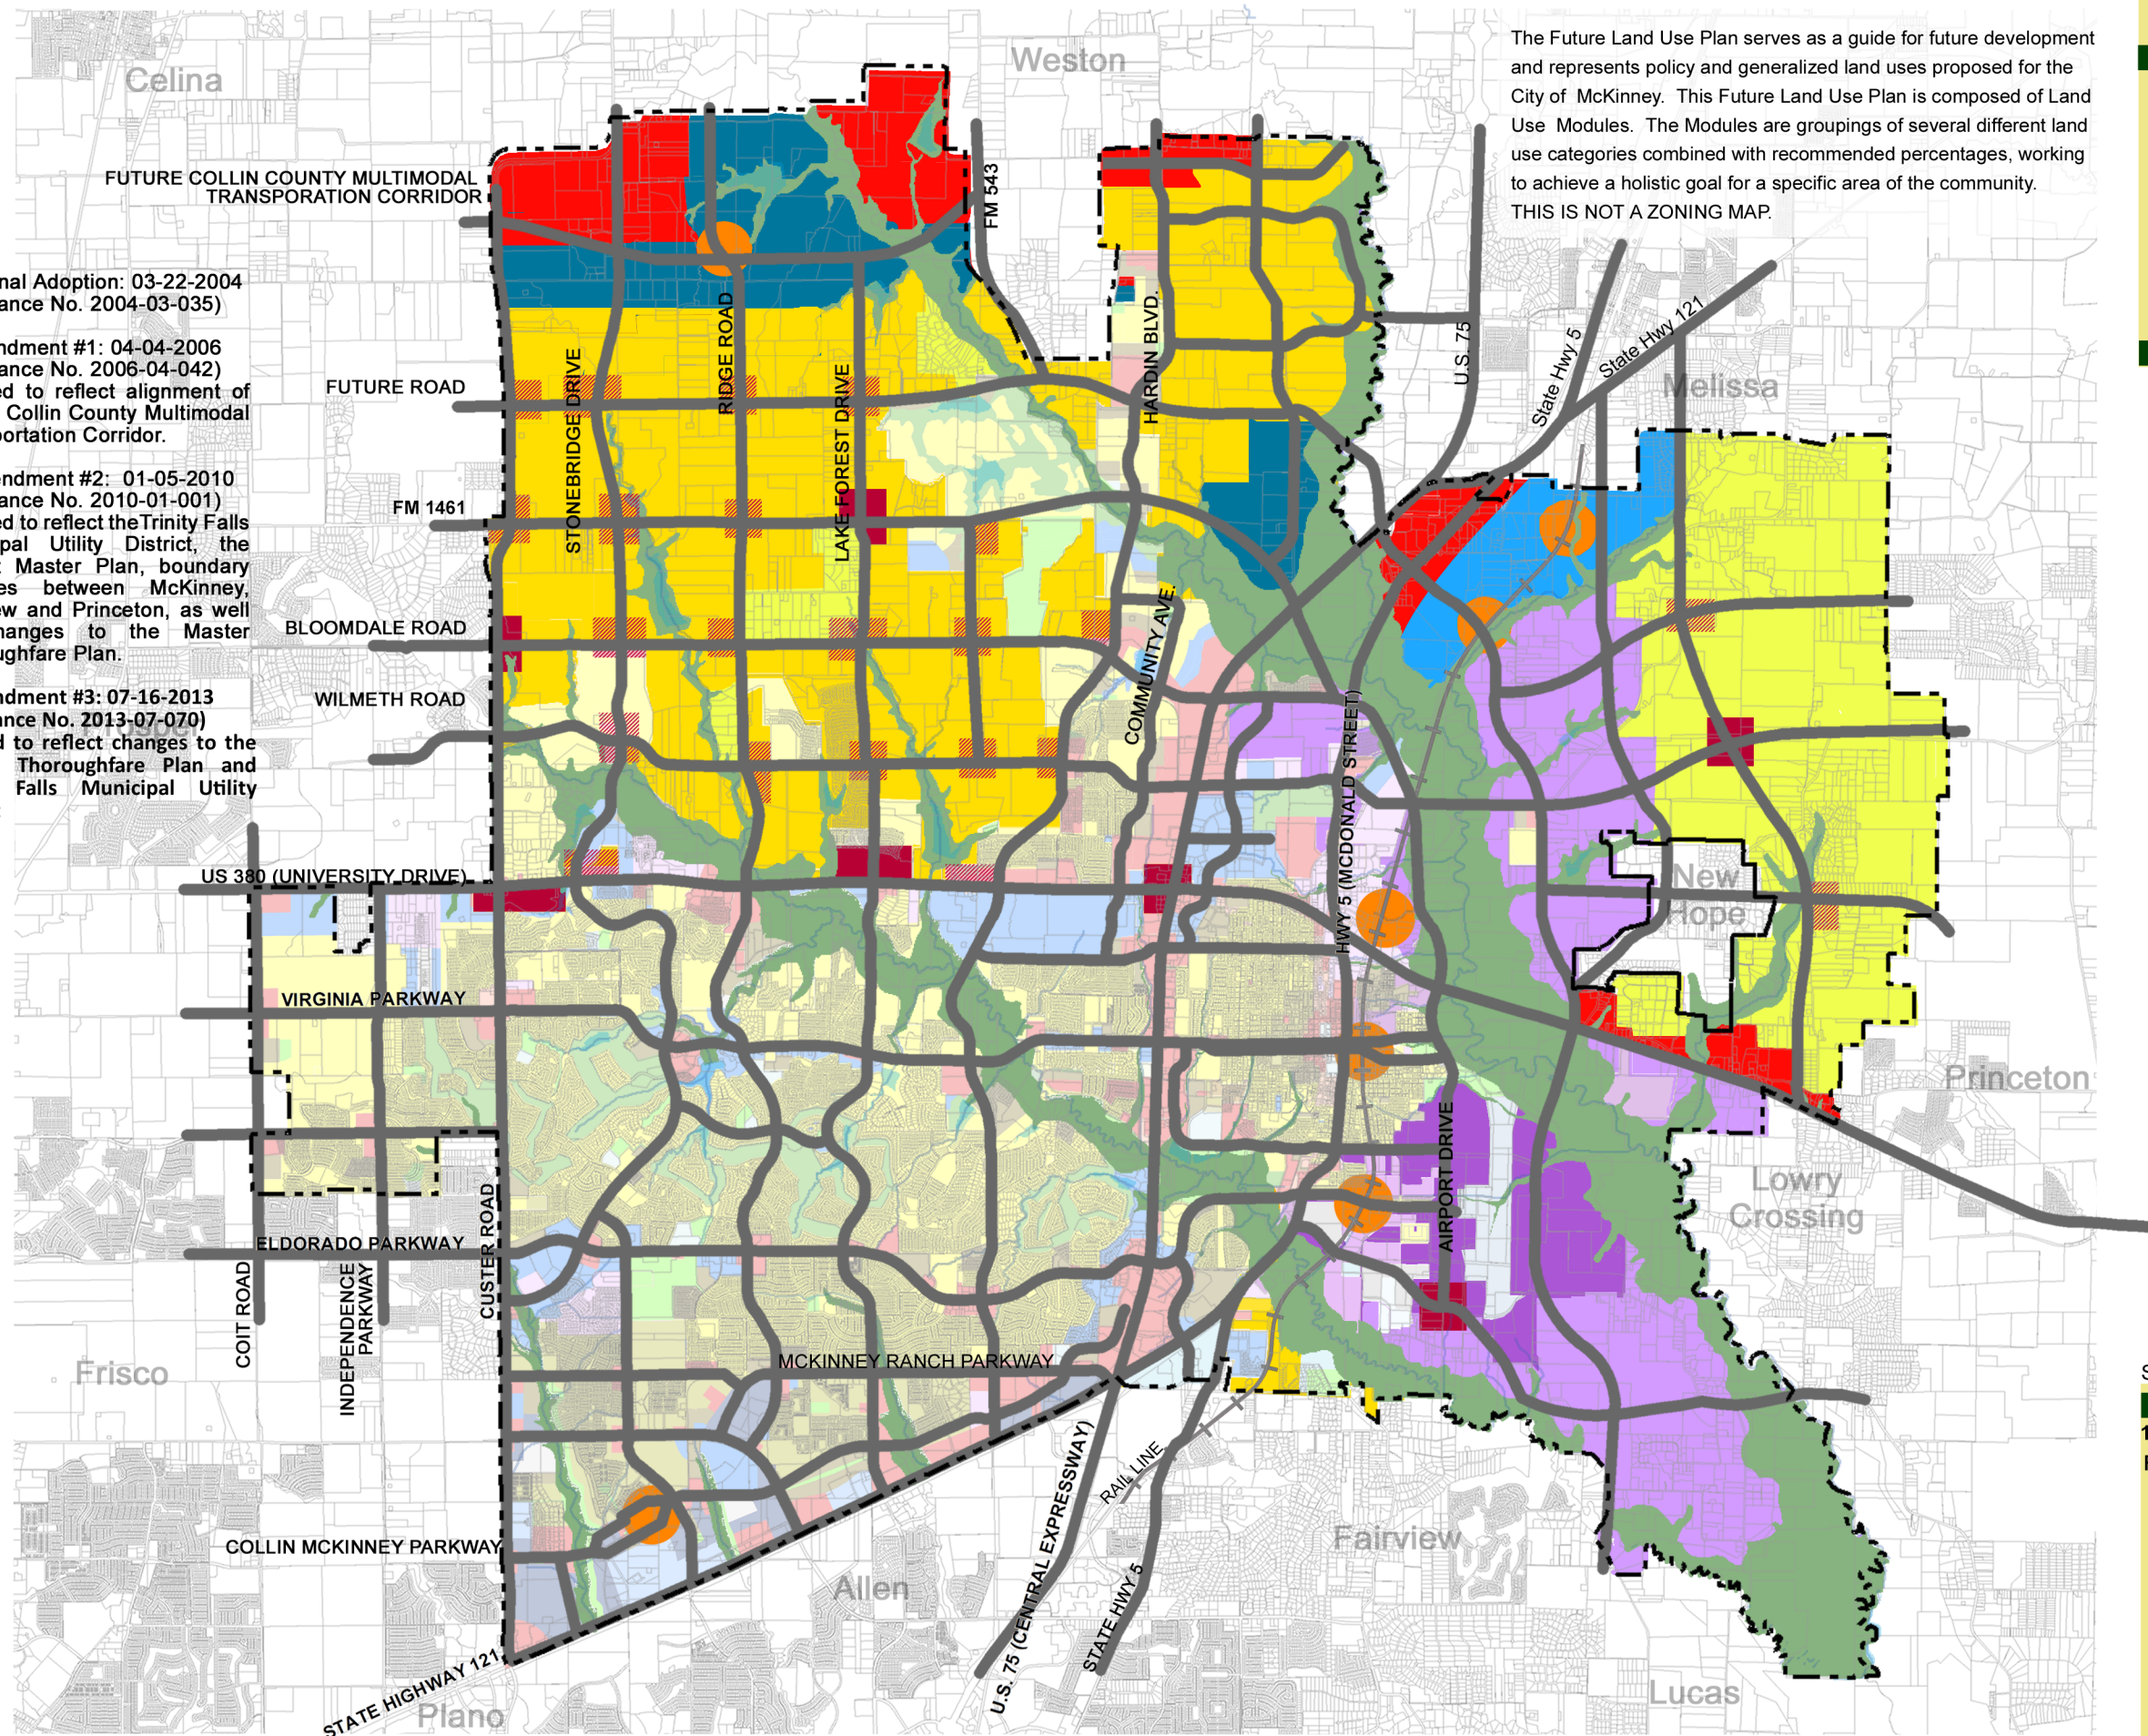 The Future Land Use Plan serves as a guide for future development
and represents policy and generalized land uses proposed for the
City of McKinney. This Future Land Use Plan is composed of Land
Use Modules. The Modules are groupings of several different land
use categories combined with recommended percentages, working
to achieve a holistic goal for a specific area of the community.
THIS IS NOT A ZONING MAP.
Celina
Weston
FUTURE COLLIN COUNTY MULTIMODAL
TRANSPORATION CORRIDOR
FM 543
nal Adoption: 03-22-2004
ance No. 2004-03-035)
ndment #1: 04-04-2006
ance No. 2006-04-042)
ed to reflect alignment of
Collin County Multimodal
portation Corridor.
endment #2: 01-05-2010
ance No. 2010-01-001)
ed to reflect theTrinity Falls
ipal Utility District, the
t Master Plan, boundary
es between McKinney,
ew and Princeton, as well
hanges to the Master
ughfare Plan.
ndment #3: 07-16-2013
ance No. 2013-07-070)
d to reflect changes to the
Thoroughfare Plan and
Falls Municipal Utility
Prosper
FUTURE ROAD
STONEBRIDGE DRIVE
RIDGE ROAD
LAKE FOREST DRIVE
HARDIN BLVD.
U.S. 75
State Hwy 5
State Hwy 121
Melissa
FM 1461
BLOOMDALE ROAD
WILMETH ROAD
COMMUNITY AVE.
HWY 5 (MCDONALD STREET)
US 380 (UNIVERSITY DRIVE)
New
Hope
VIRGINIA PARKWAY
Princeton
AIRPORT DRIVE
Lowry
Crossing
ELDORADO PARKWAY
COIT ROAD
INDEPENDENCE
PARKWAY
CUSTER ROAD
Frisco
MCKINNEY RANCH PARKWAY
RAIL LINE
U.S. 75 (CENTRAL EXPRESSWAY)
STATE HWY 5
Fairview
COLLIN MCKINNEY PARKWAY
Allen
STATE HIGHWAY 121
Plano
Lucas